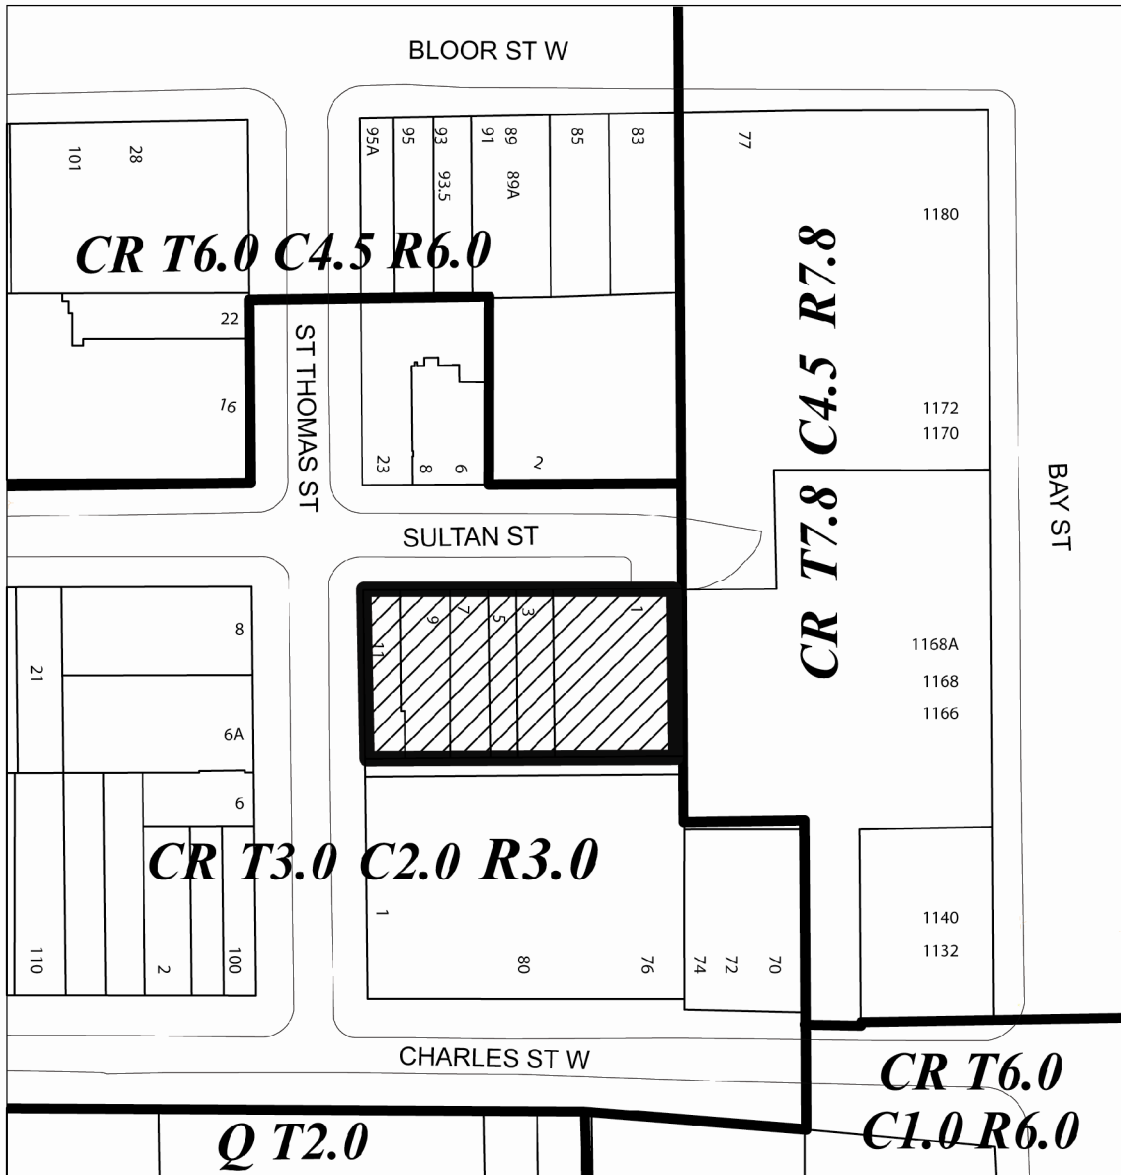 BLOOR ST W
101
28
95A
95
93
93.5
91
89
89A
85
83
77
1180
CR T6.0 C4.5 R6.0
22
16
ST THOMAS ST
23
8
6
2
CR T7.8 C4.5 R7.8
1172
1170
BAY ST
SULTAN ST
11
9
7
5
3
1
8
21
6A
6
1168A
1168
1166
CR T3.0 C2.0 R3.0
110
2
100
1
80
76
74
72
70
1140
1132
CHARLES ST W
CR T6.0
C1.0 R6.0
Q T2.0